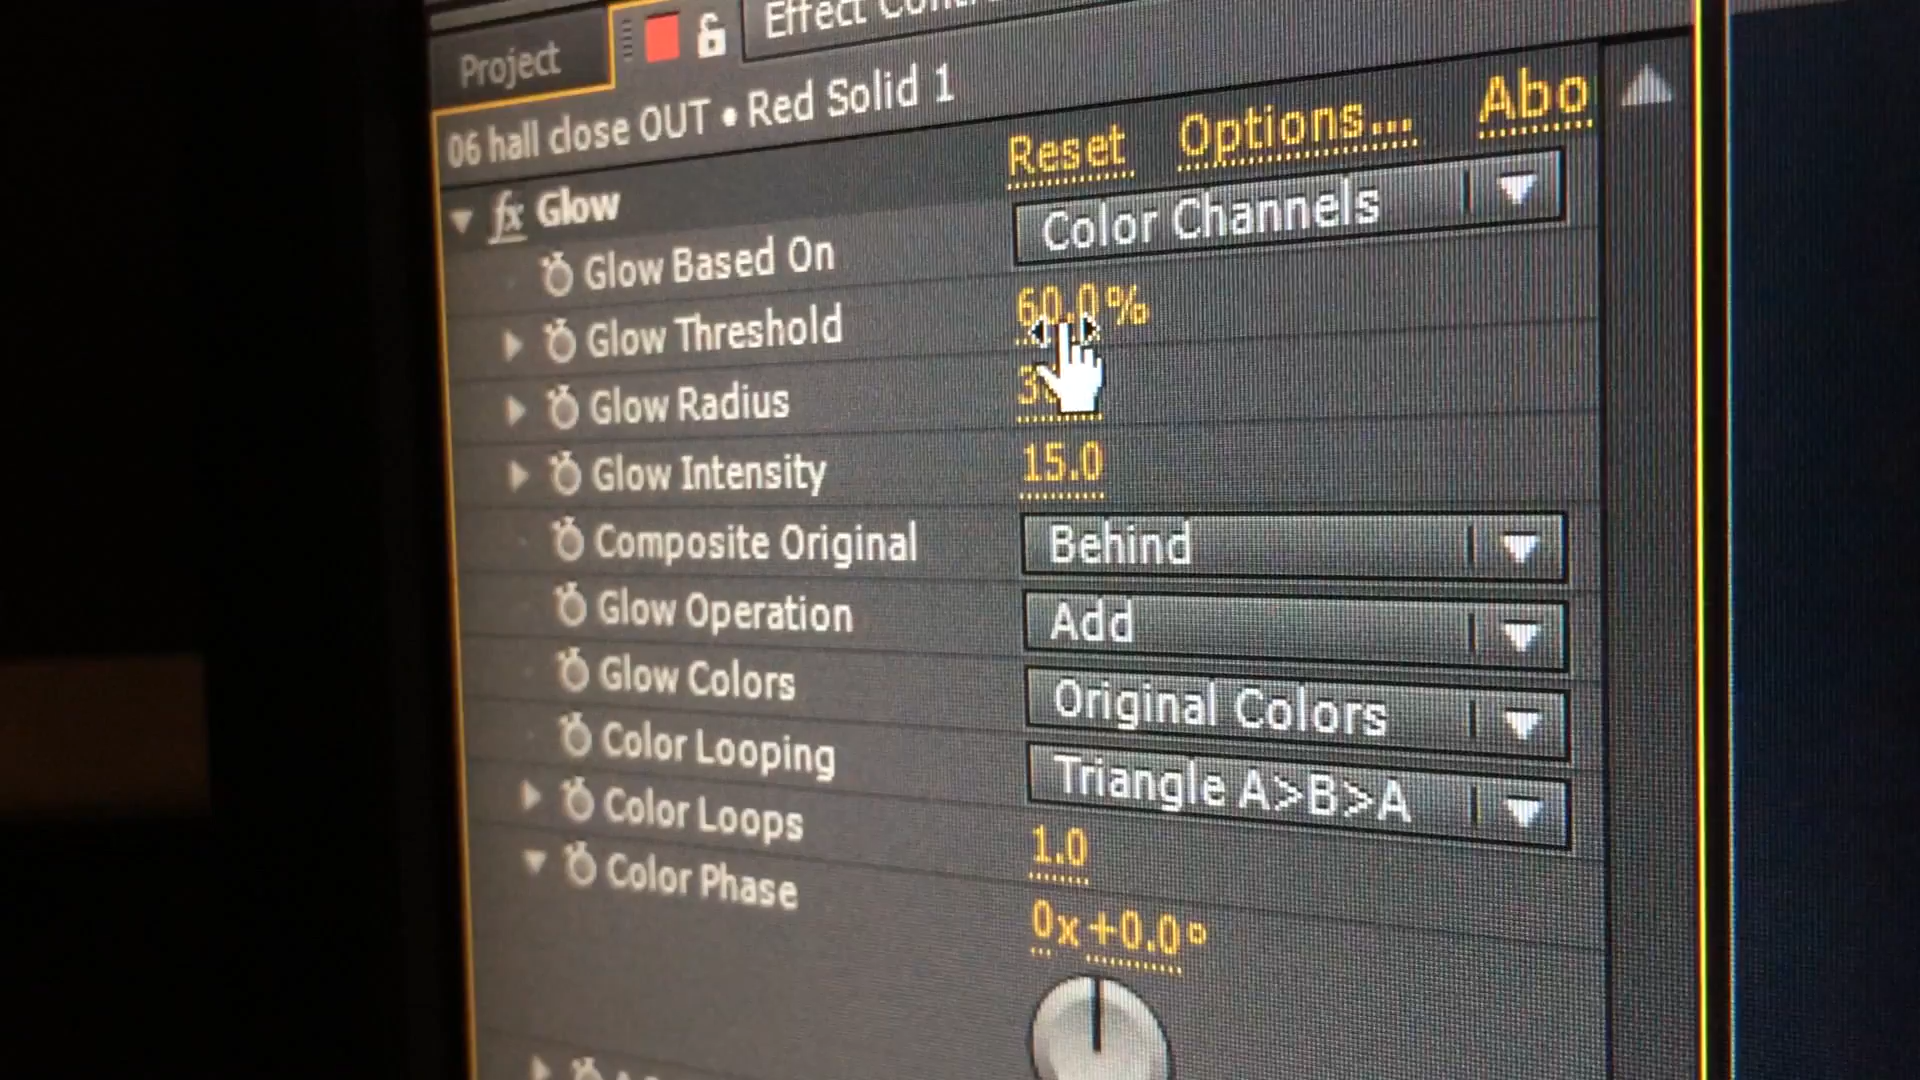 Project
Effect
06 hall close OUT • Red Solid 1
fx Glow Reset Options... Abo
Glow Based On Color Channels
Glow Threshold 60.0%
Glow Radius
Glow Intensity 15.0
Composite Original Behind
Glow Operation Add
Glow Colors Original Colors
Color Looping Triangle A>B>A
Color Loops 1.0
Color Phase 0x +0.0°